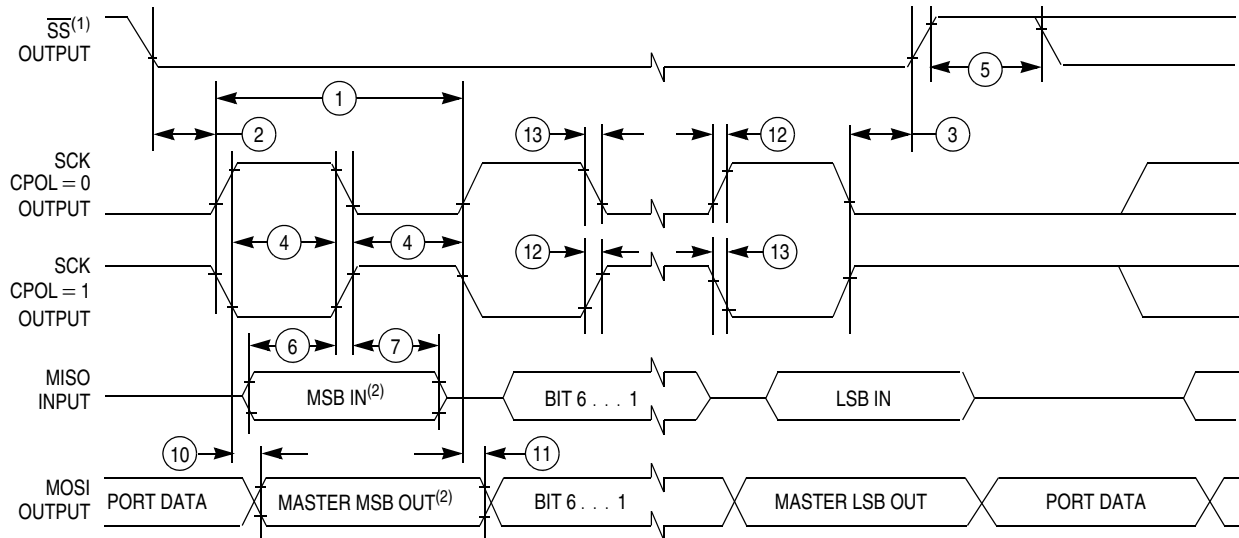 SS(1)
OUTPUT
5
1
2
13
12
3
SCK
CPOL = 0
OUTPUT
4
4
12
13
SCK
CPOL = 1
OUTPUT
6
7
MISO
INPUT
MSB IN(2)
BIT 6 . . . 1
LSB IN
10
11
MOSI
OUTPUT
PORT DATA
MASTER MSB OUT(2)
BIT 6 . . . 1
MASTER LSB OUT
PORT DATA